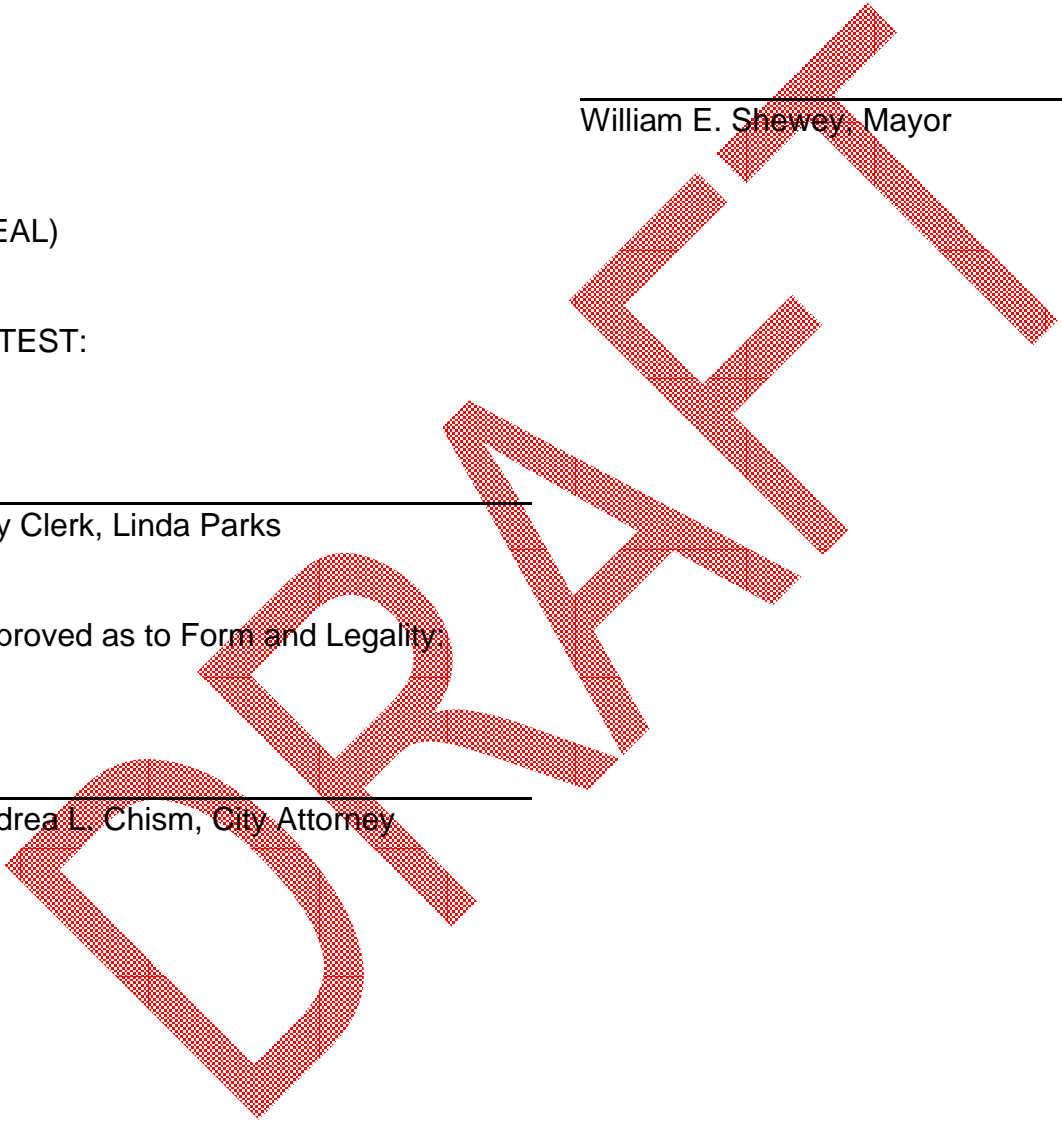 William E. Shewey, Mayor
EAL)
TEST:
y Clerk, Linda Parks
proved as to Form and Legality:
drea L. Chism, City Attorney
DRAFT